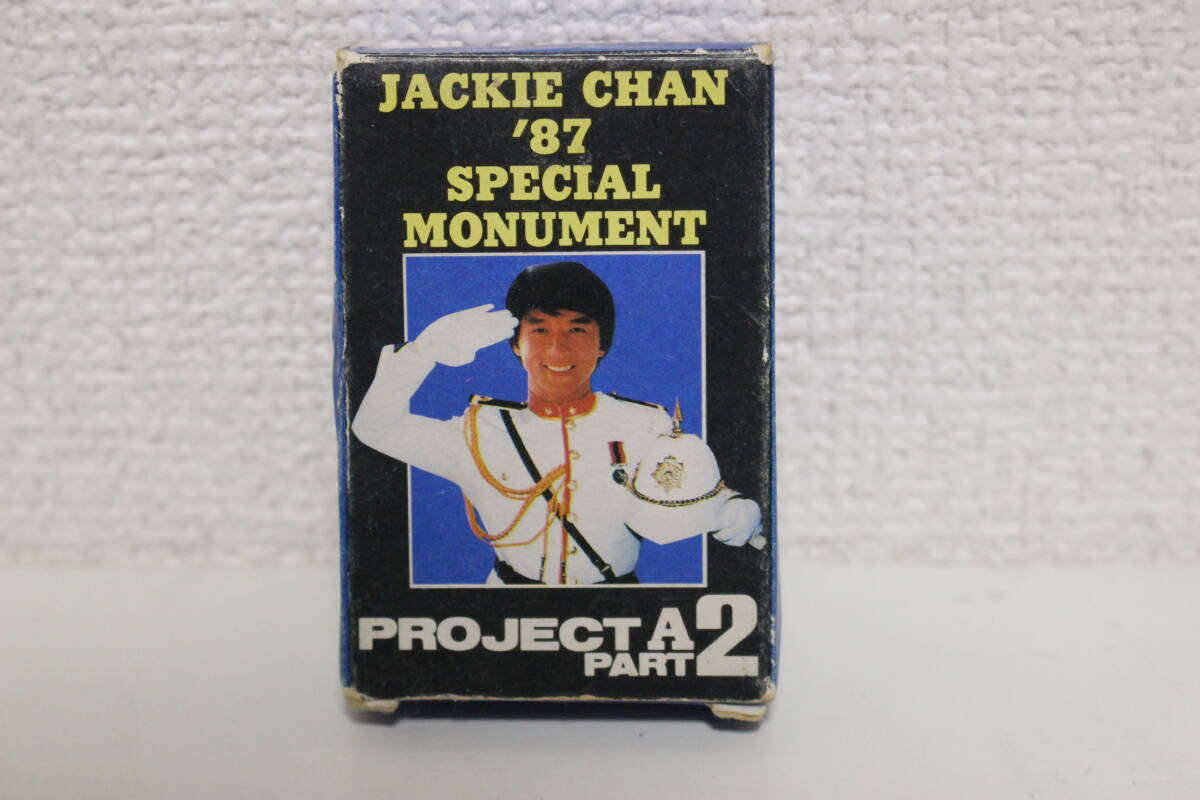 JACKIE CHAN
'87
SPECIAL
MONUMENT
PROJECT A
PART 2